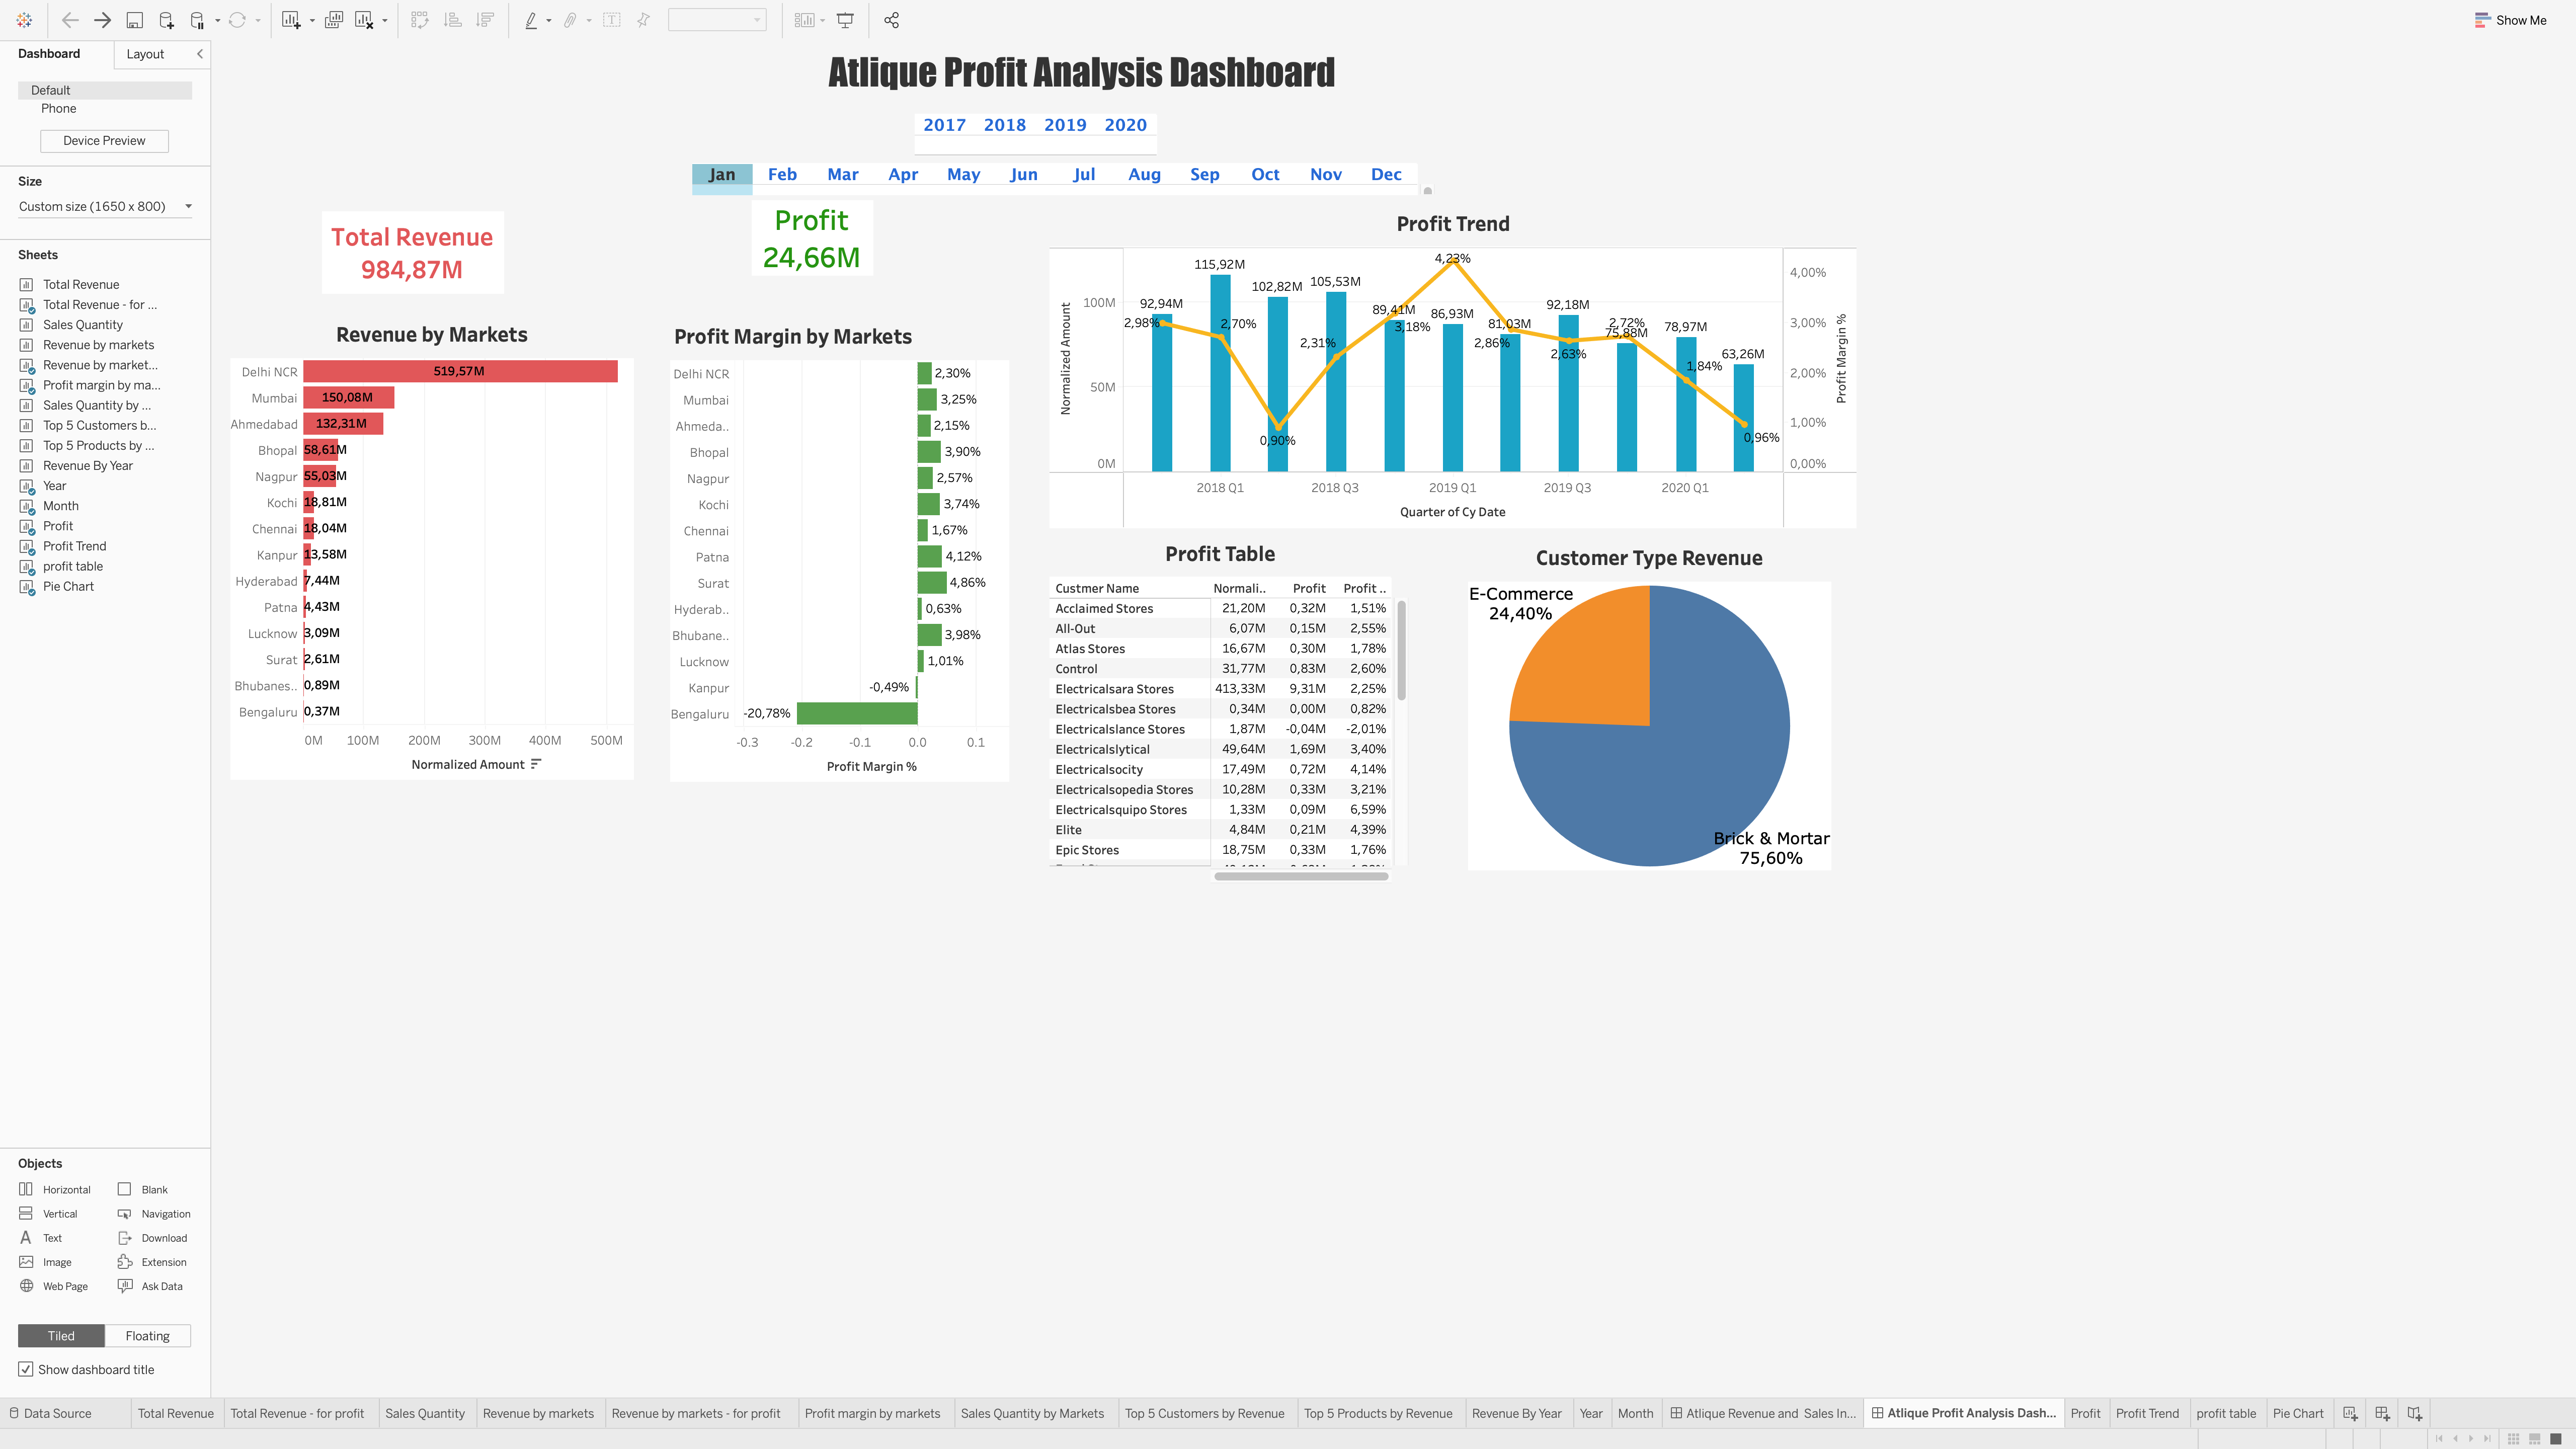 Show Me
Dashboard
Layout
Default
Phone
Device Preview
Size
Custom size (1650 x 800)
Sheets
Total Revenue
Total Revenue - for ...
Sales Quantity
Revenue by markets
Revenue by market...
Profit margin by ma...
Sales Quantity by ...
Top 5 Customers b...
Top 5 Products by ...
Revenue By Year
Year
Month
Profit
Profit Trend
profit table
Pie Chart
Objects
Horizontal
Blank
Vertical
Navigation
Text
Download
Image
Extension
Web Page
Ask Data
Tiled
Floating
Show dashboard title
Atlique Profit Analysis Dashboard
2017 2018 2019 2020
Jan Feb Mar Apr May Jun Jul Aug Sep Oct Nov Dec
Total Revenue
984,87M
Profit
24,66M
Revenue by Markets
Delhi NCR 519,57M
Mumbai 150,08M
Ahmedabad 132,31M
Bhopal 58,61M
Nagpur 55,03M
Kochi 18,81M
Chennai 18,04M
Kanpur 13,58M
Hyderabad 7,44M
Patna 4,43M
Lucknow 3,09M
Surat 2,61M
Bhubanes.. 0,89M
Bengaluru 0,37M
0M 100M 200M 300M 400M 500M
Normalized Amount
Profit Margin by Markets
Delhi NCR 2,30%
Mumbai 3,25%
Ahmeda.. 2,15%
Bhopal 3,90%
Nagpur 2,57%
Kochi 3,74%
Chennai 1,67%
Patna 4,12%
Surat 4,86%
Hyderab.. 0,63%
Bhubane.. 3,98%
Lucknow 1,01%
Kanpur -0,49%
Bengaluru -20,78%
-0.3 -0.2 -0.1 0.0 0.1
Profit Margin %
Profit Trend
Normalized Amount
100M
50M
0M
92,94M
115,92M
102,82M
105,53M
89,41M
86,93M
81,03M
92,18M
75,88M
78,97M
63,26M
2,98%
2,70%
0,90%
2,31%
3,18%
4,23%
2,86%
2,63%
2,72%
1,84%
0,96%
4,00%
3,00%
2,00%
1,00%
0,00%
Profit Margin %
2018 Q1 2018 Q3 2019 Q1 2019 Q3 2020 Q1
Quarter of Cy Date
Profit Table
Custmer Name Normali.. Profit Profit ..
Acclaimed Stores 21,20M 0,32M 1,51%
All-Out 6,07M 0,15M 2,55%
Atlas Stores 16,67M 0,30M 1,78%
Control 31,77M 0,83M 2,60%
Electricalsara Stores 413,33M 9,31M 2,25%
Electricalsbea Stores 0,34M 0,00M 0,82%
Electricalslance Stores 1,87M -0,04M -2,01%
Electricalslytical 49,64M 1,69M 3,40%
Electricalsocity 17,49M 0,72M 4,14%
Electricalsopedia Stores 10,28M 0,33M 3,21%
Electricalsquipo Stores 1,33M 0,09M 6,59%
Elite 4,84M 0,21M 4,39%
Epic Stores 18,75M 0,33M 1,76%
Customer Type Revenue
E-Commerce
24,40%
Brick & Mortar
75,60%
Data Source
Total Revenue
Total Revenue - for profit
Sales Quantity
Revenue by markets
Revenue by markets - for profit
Profit margin by markets
Sales Quantity by Markets
Top 5 Customers by Revenue
Top 5 Products by Revenue
Revenue By Year
Year
Month
Atlique Revenue and Sales In...
Atlique Profit Analysis Dash...
Profit
Profit Trend
profit table
Pie Chart